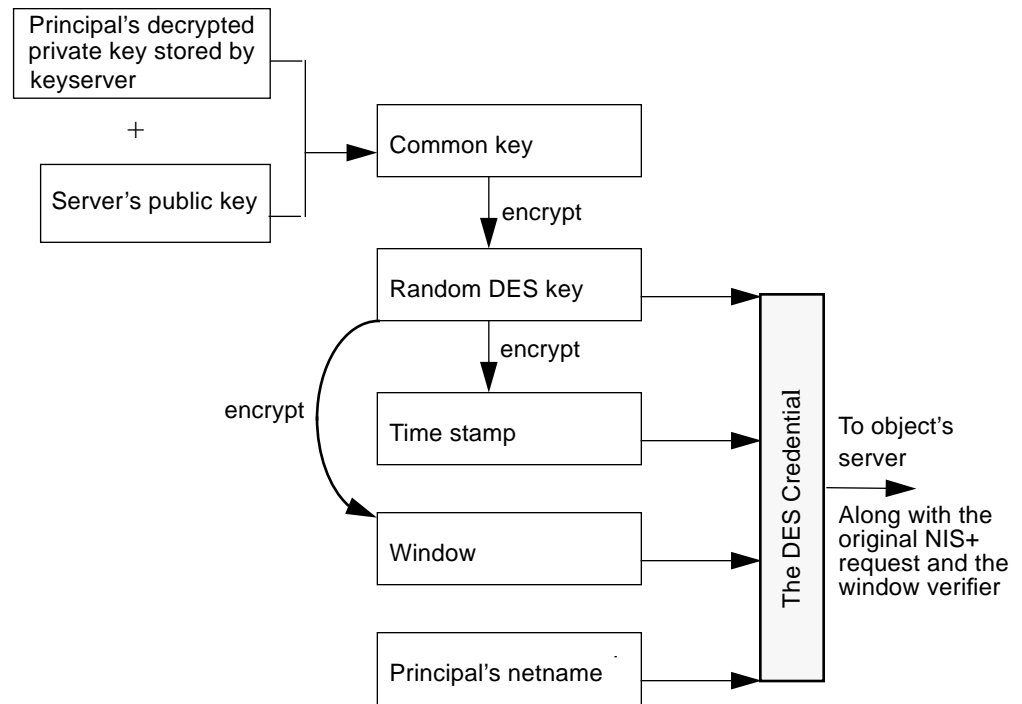 Principal’s decrypted
private key stored by
keyserver
+
Server’s public key
Common key
encrypt
Random DES key
encrypt
encrypt
Time stamp
Window
Principal’s netname
The DES Credential
To object’s
server
Along with the
original NIS+
request and the
window verifier